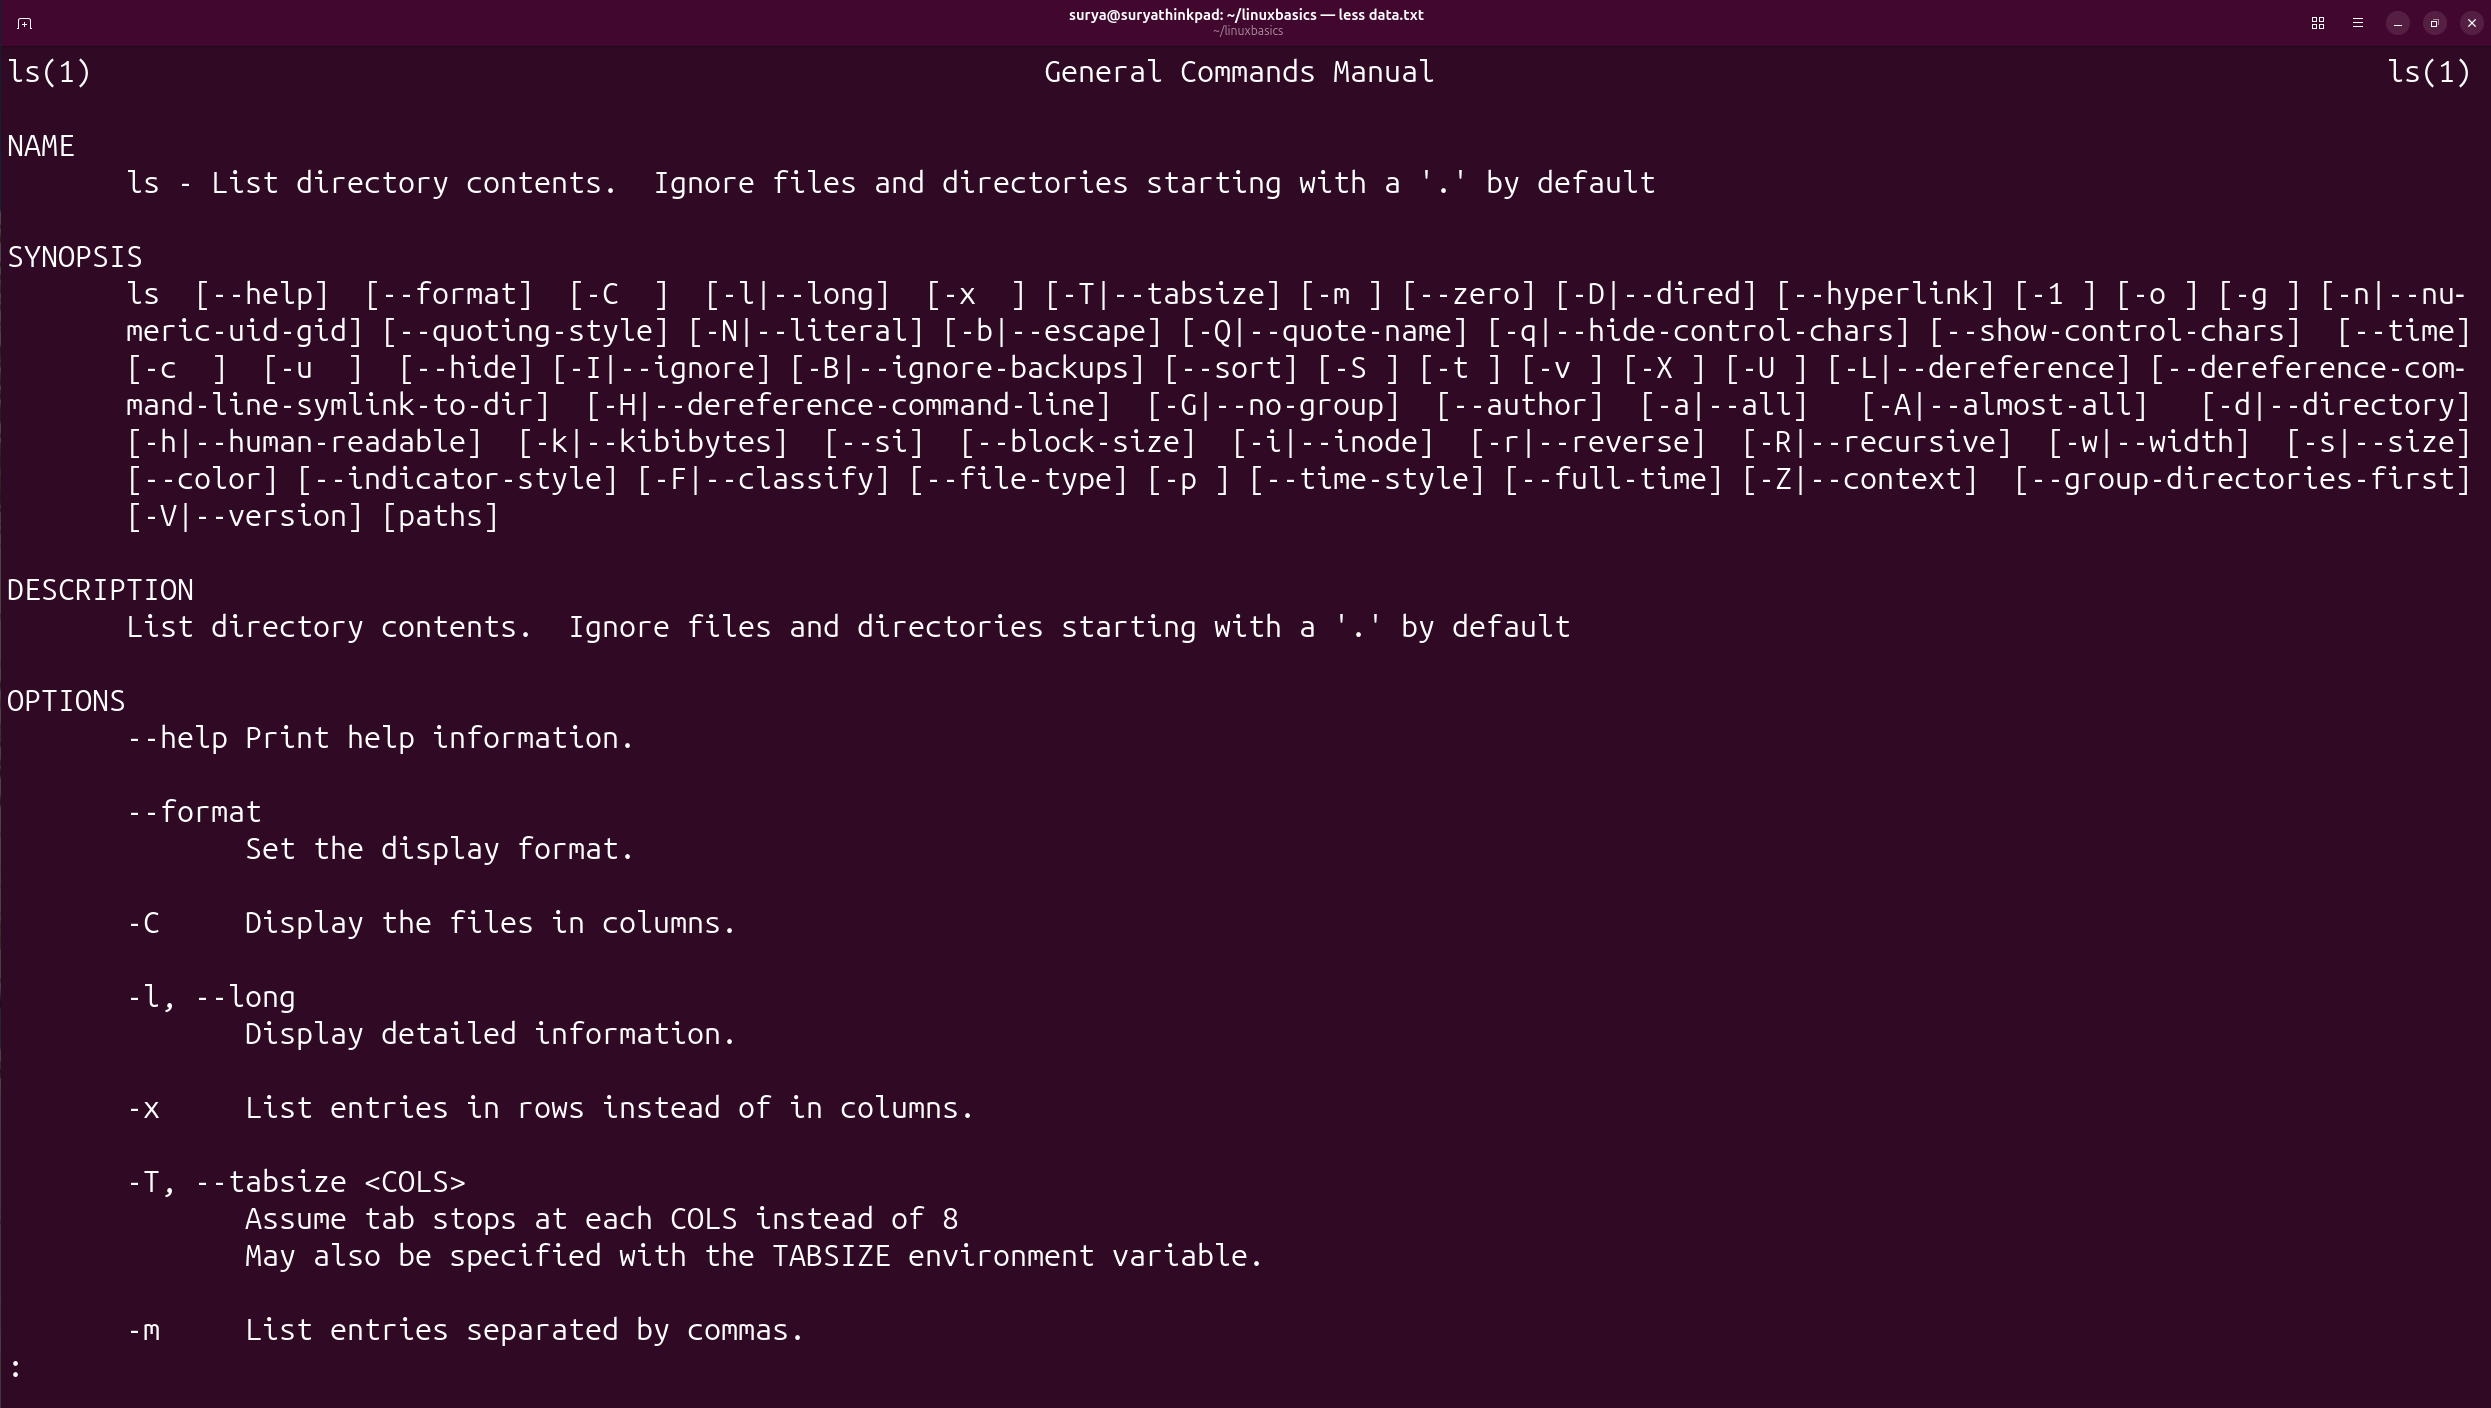 surya@suryathinkpad: ~/linuxbasics — less data.txt
~/linuxbasics
ls(1) General Commands Manual ls(1)
NAME
ls - List directory contents.  Ignore files and directories starting with a '.' by default
SYNOPSIS
ls  [--help]  [--format]  [-C  ]  [-l|--long]  [-x  ] [-T|--tabsize] [-m ] [--zero] [-D|--dired] [--hyperlink] [-1 ] [-o ] [-g ] [-n|--nu-
meric-uid-gid] [--quoting-style] [-N|--literal] [-b|--escape] [-Q|--quote-name] [-q|--hide-control-chars] [--show-control-chars]  [--time]
[-c  ]  [-u  ]  [--hide] [-I|--ignore] [-B|--ignore-backups] [--sort] [-S ] [-t ] [-v ] [-X ] [-U ] [-L|--dereference] [--dereference-com-
mand-line-symlink-to-dir]  [-H|--dereference-command-line]  [-G|--no-group]  [--author]  [-a|--all]   [-A|--almost-all]   [-d|--directory]
[-h|--human-readable]  [-k|--kibibytes]  [--si]  [--block-size]  [-i|--inode]  [-r|--reverse]  [-R|--recursive]  [-w|--width]  [-s|--size]
[--color] [--indicator-style] [-F|--classify] [--file-type] [-p ] [--time-style] [--full-time] [-Z|--context]  [--group-directories-first]
[-V|--version] [paths]
DESCRIPTION
List directory contents.  Ignore files and directories starting with a '.' by default
OPTIONS
--help Print help information.
--format
Set the display format.
-C     Display the files in columns.
-l, --long
Display detailed information.
-x     List entries in rows instead of in columns.
-T, --tabsize <COLS>
Assume tab stops at each COLS instead of 8
May also be specified with the TABSIZE environment variable.
-m     List entries separated by commas.
: